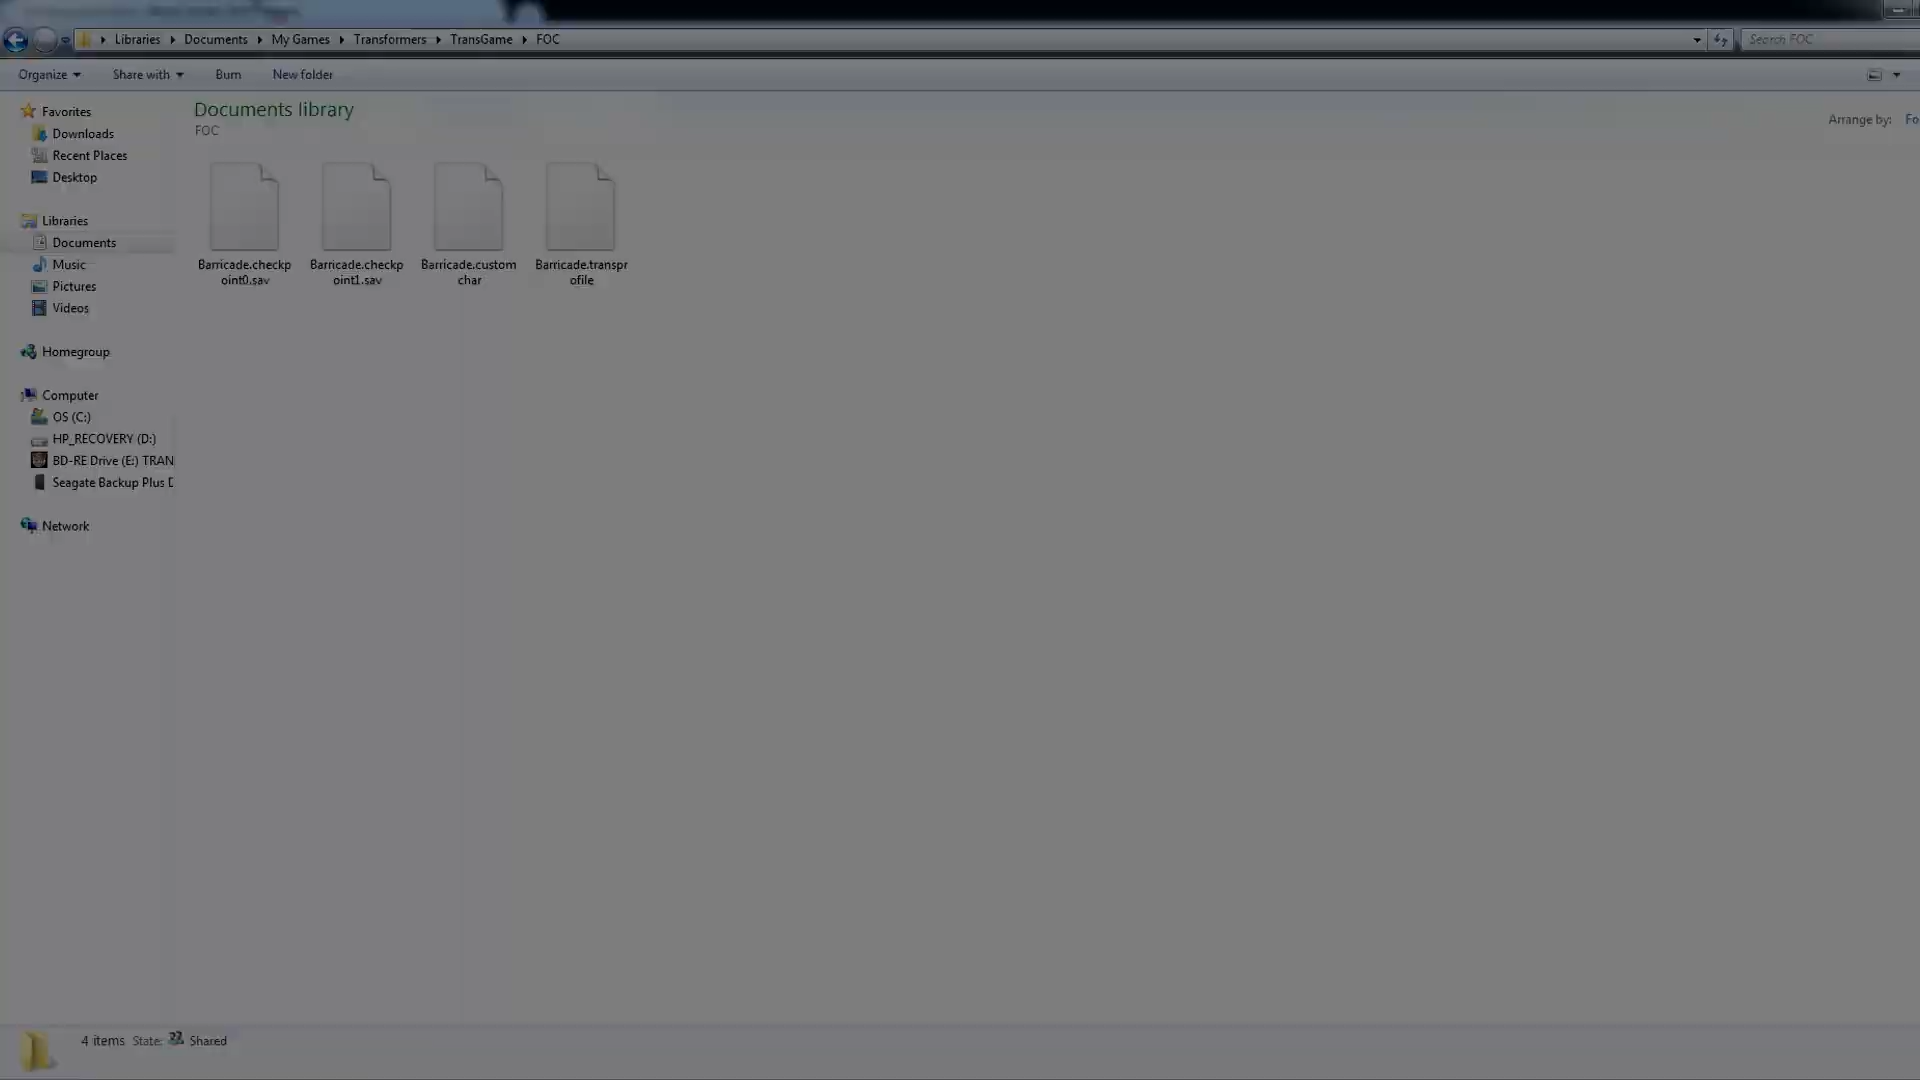 Libraries Documents My Games Transformers TransGame FOC
Search FOC
Organize Share with Burn New folder
Documents library
FOC
Arrange by: Fo
Favorites
Downloads
Recent Places
Desktop
Libraries
Documents
Music
Pictures
Videos
Homegroup
Computer
OS (C:)
HP_RECOVERY (D:)
BD-RE Drive (E:) TRAN
Seagate Backup Plus D
Network
Barricade.checkp
oint0.sav
Barricade.checkp
oint1.sav
Barricade.custom
char
Barricade.transpr
ofile
4 items State: Shared